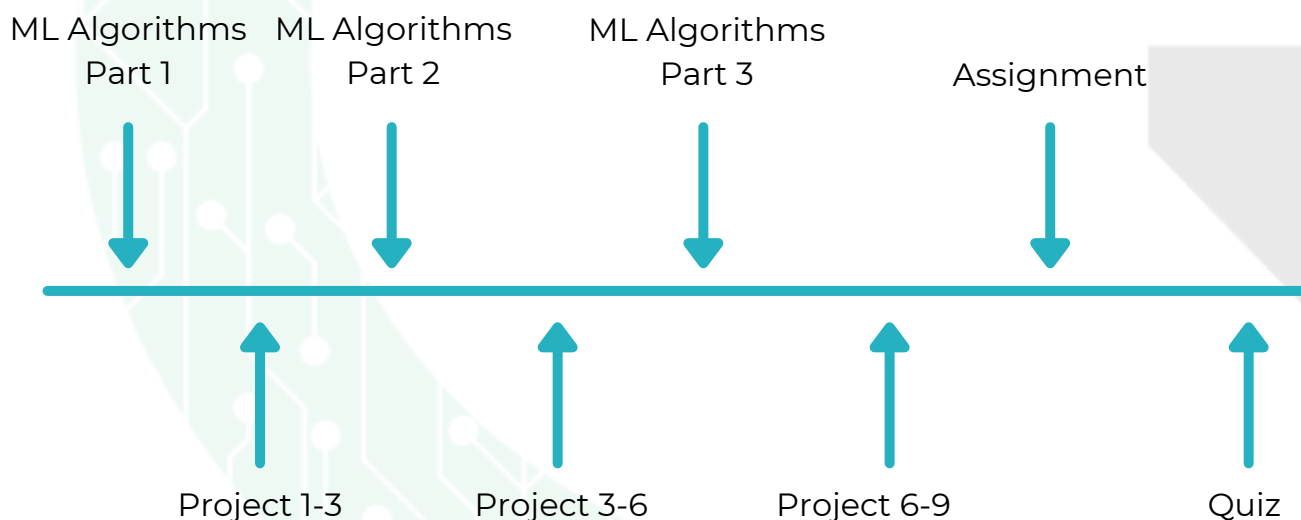 ML Algorithms
Part 1
ML Algorithms
Part 2
ML Algorithms
Part 3
Assignment
Project 1-3
Project 3-6
Project 6-9
Quiz